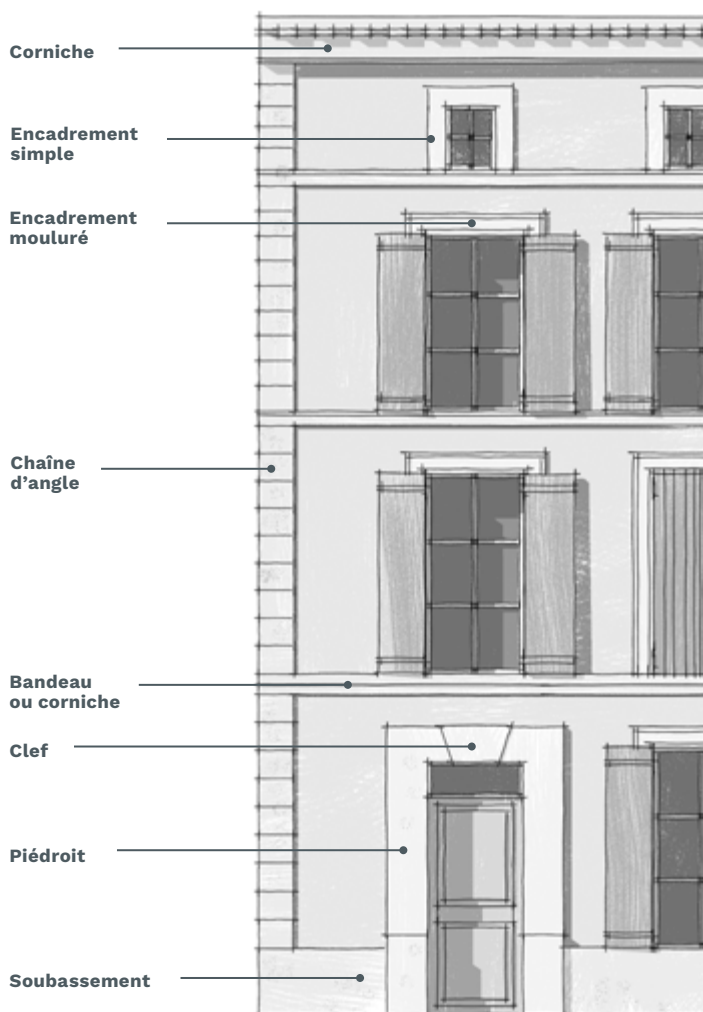 Corniche
Encadrement
simple
Encadrement
mouluré
Chaîne
d’angle
Bandeau
ou corniche
Clef
Piédroit
Soubassement